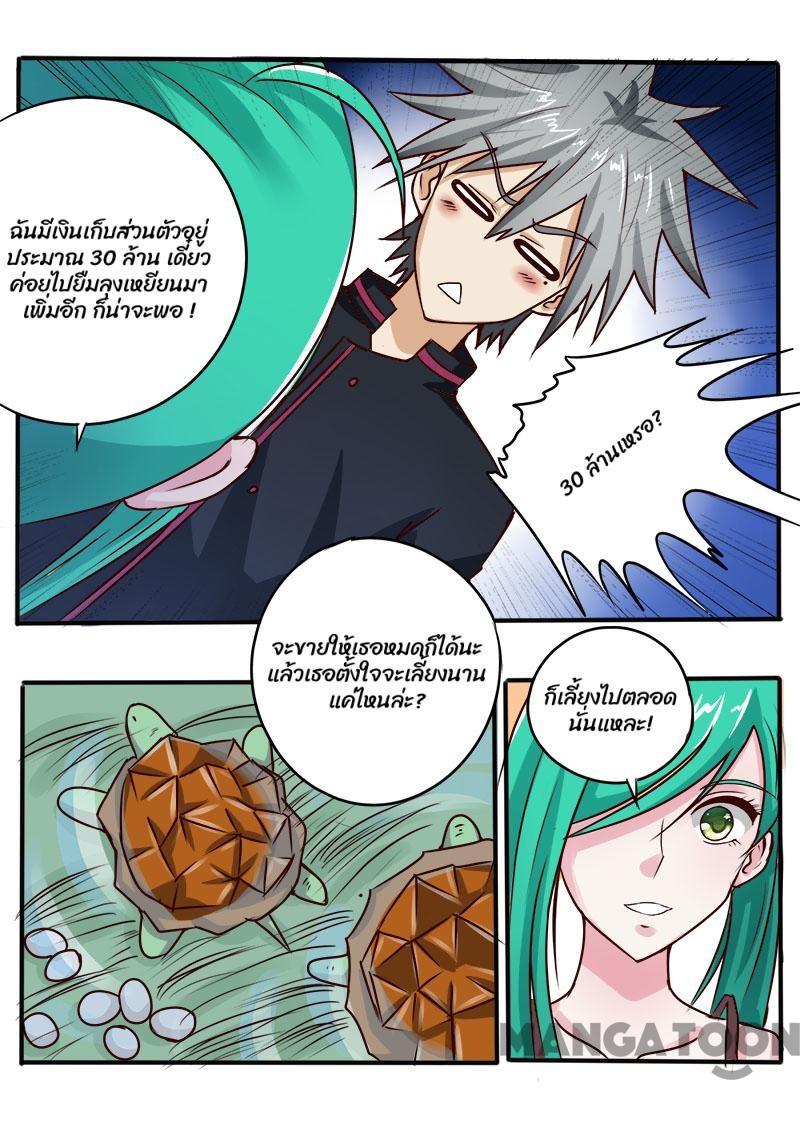 ฉันมีเงินเก็บส่วนตัวอยู่
ประมาณ 30 ล้าน เดี๋ยว
ค่อยไปยืมลุงเหยียนมา
เพิ่มอีก ก็น่าจะพอ !
30 ล้านเหรอ?
จะขายให้เธอหมดก็ได้นะ
แล้วเธอตั้งใจจะเลี้ยงนาน
แค่ไหนล่ะ?
ก็เลี้ยงไปตลอด
นั่นแหละ!
MANGATOON